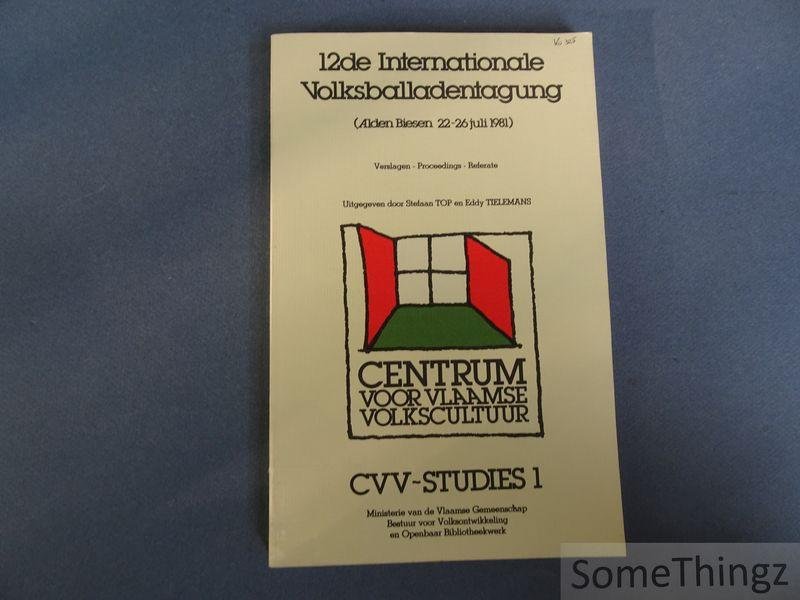 Vo 325
12de Internationale
Volksballadentagung
(Alden Biesen 22-26 juli 1981)
Verslagen - Proceedings - Referate
Uitgegeven door Stefaan TOP en Eddy TIELEMANS
CENTRUM
VOOR VLAAMSE
VOLKSCULTUUR
CVV-STUDIES 1
Ministerie van de Vlaamse Gemeenschap
Bestuur voor Volksontwikkeling
en Openbaar Bibliotheekwerk
SomeThingz